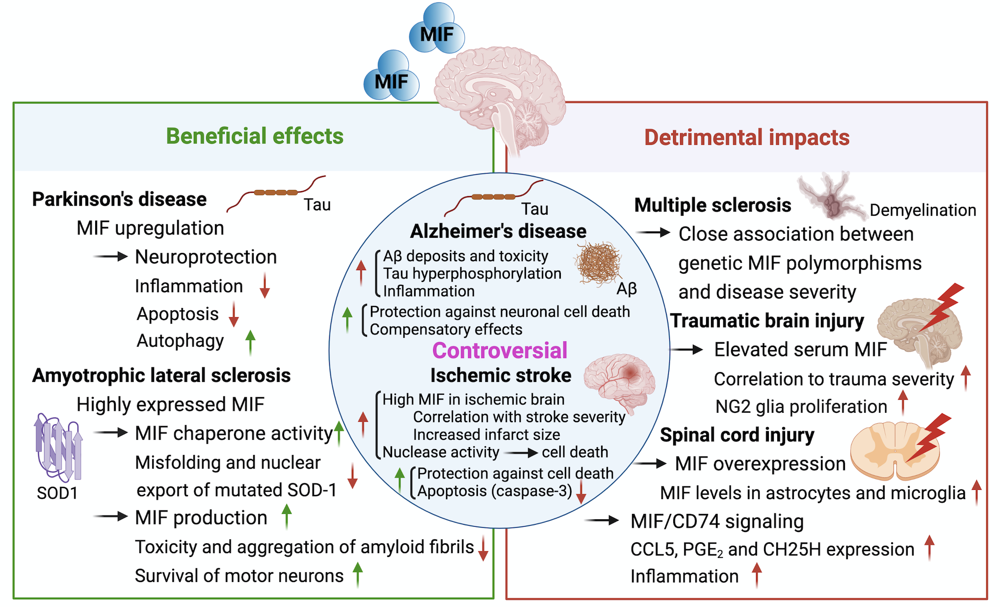 MIF
MIF
Beneficial effects
Parkinson's disease
Tau
MIF upregulation
Neuroprotection
Inflammation
Apoptosis
Autophagy
Amyotrophic lateral sclerosis
Highly expressed MIF
MIF chaperone activity
Misfolding and nuclear
export of mutated SOD-1
SOD1
MIF production
Toxicity and aggregation of amyloid fibrils
Survival of motor neurons
Tau
Alzheimer's disease
Aβ deposits and toxicity
Tau hyperphosphorylation
Inflammation
Aβ
Protection against neuronal cell death
Compensatory effects
Controversial
Ischemic stroke
High MIF in ischemic brain
Correlation with stroke severity
Increased infarct size
Nuclease activity → cell death
Protection against cell death
Apoptosis (caspase-3)
Detrimental impacts
Multiple sclerosis
Demyelination
Close association between
genetic MIF polymorphisms
and disease severity
Traumatic brain injury
Elevated serum MIF
Correlation to trauma severity
NG2 glia proliferation
Spinal cord injury
MIF overexpression
MIF levels in astrocytes and microglia
MIF/CD74 signaling
CCL5, PGE₂ and CH25H expression
Inflammation